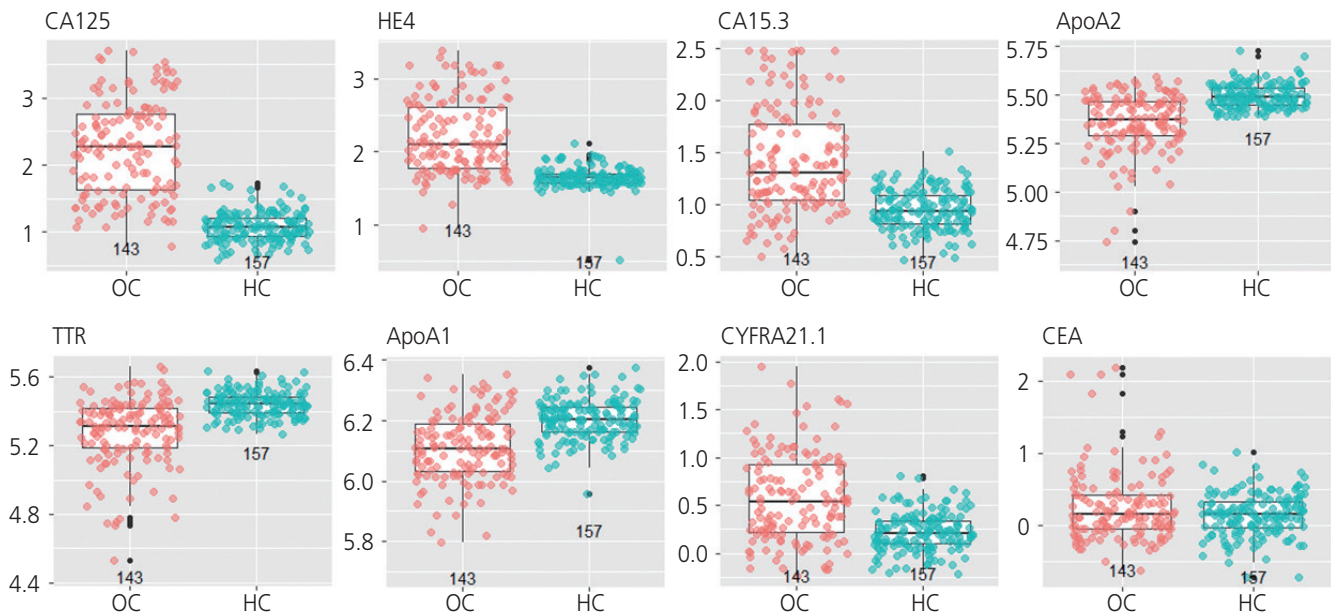 CA125
3
2
1
143
157
OC
HC
HE4
3
2
1
143
157
OC
HC
CA15.3
2.5
2.0
1.5
1.0
0.5
143
157
OC
HC
ApoA2
5.75
5.50
5.25
5.00
4.75
143
157
OC
HC
TTR
5.6
5.2
4.8
4.4
143
157
OC
HC
ApoA1
6.4
6.2
6.0
5.8
143
157
OC
HC
CYFRA21.1
2.0
1.5
1.0
0.5
0.0
143
157
OC
HC
CEA
2
1
0
143
157
OC
HC